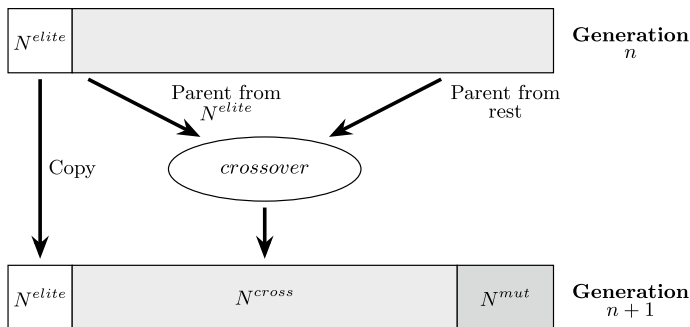 N^{elite}
Generation
n
Parent from
N^{elite}
Parent from
rest
Copy
crossover
N^{elite}
N^{cross}
N^{mut}
Generation
n + 1